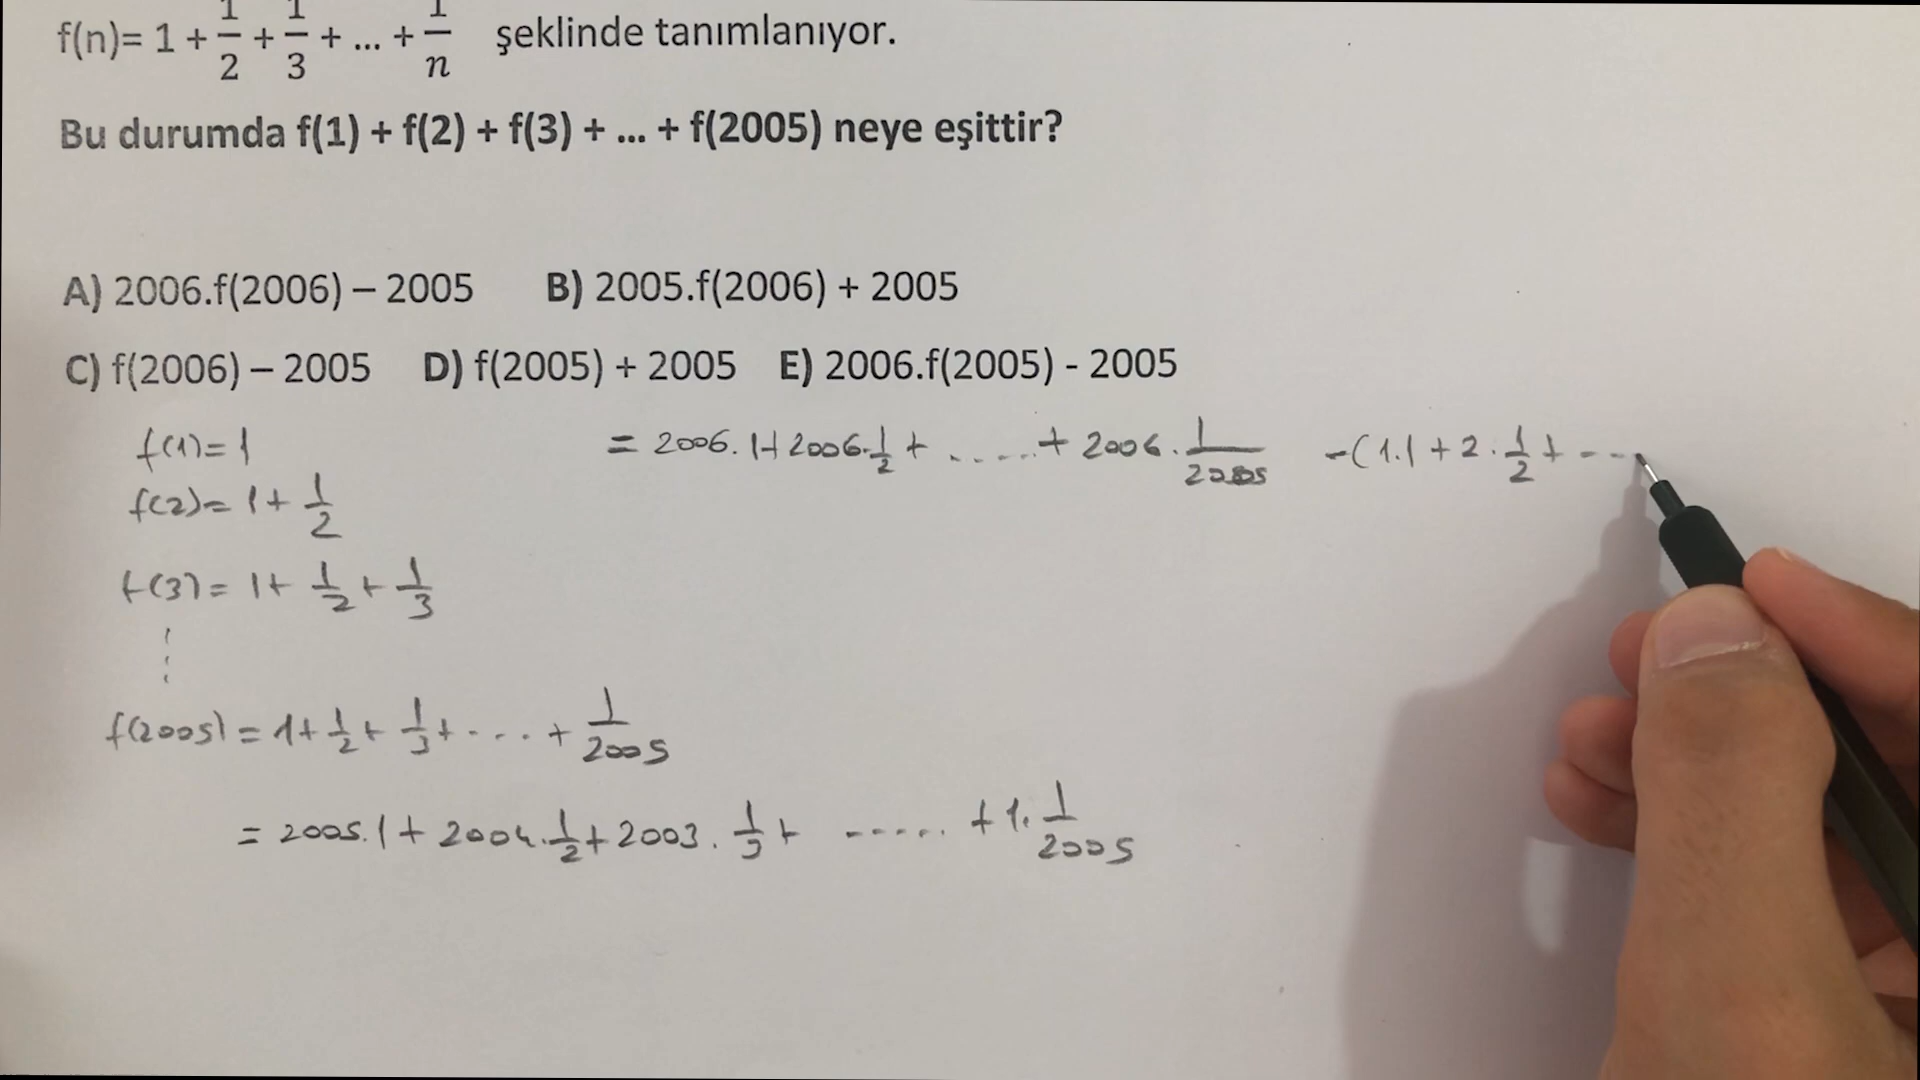 f(n)= 1 + 1/2 + 1/3 + ... + 1/n şeklinde tanımlanıyor.
Bu durumda f(1) + f(2) + f(3) + ... + f(2005) neye eşittir?
A) 2006.f(2006) – 2005 B) 2005.f(2006) + 2005
C) f(2006) – 2005 D) f(2005) + 2005 E) 2006.f(2005) - 2005
f(1)= 1
= 2006.1+2006.1/2 + ...... + 2006.1/2005 -(1.1 + 2.1/2 + ---
f(2)= 1+ 1/2
f(3)= 1+ 1/2 + 1/3
f(2005) = 1+ 1/2 + 1/3 + .... + 1/2005
= 2005.1 + 2004.1/2 + 2003.1/3 + ...... + 1.1/2005